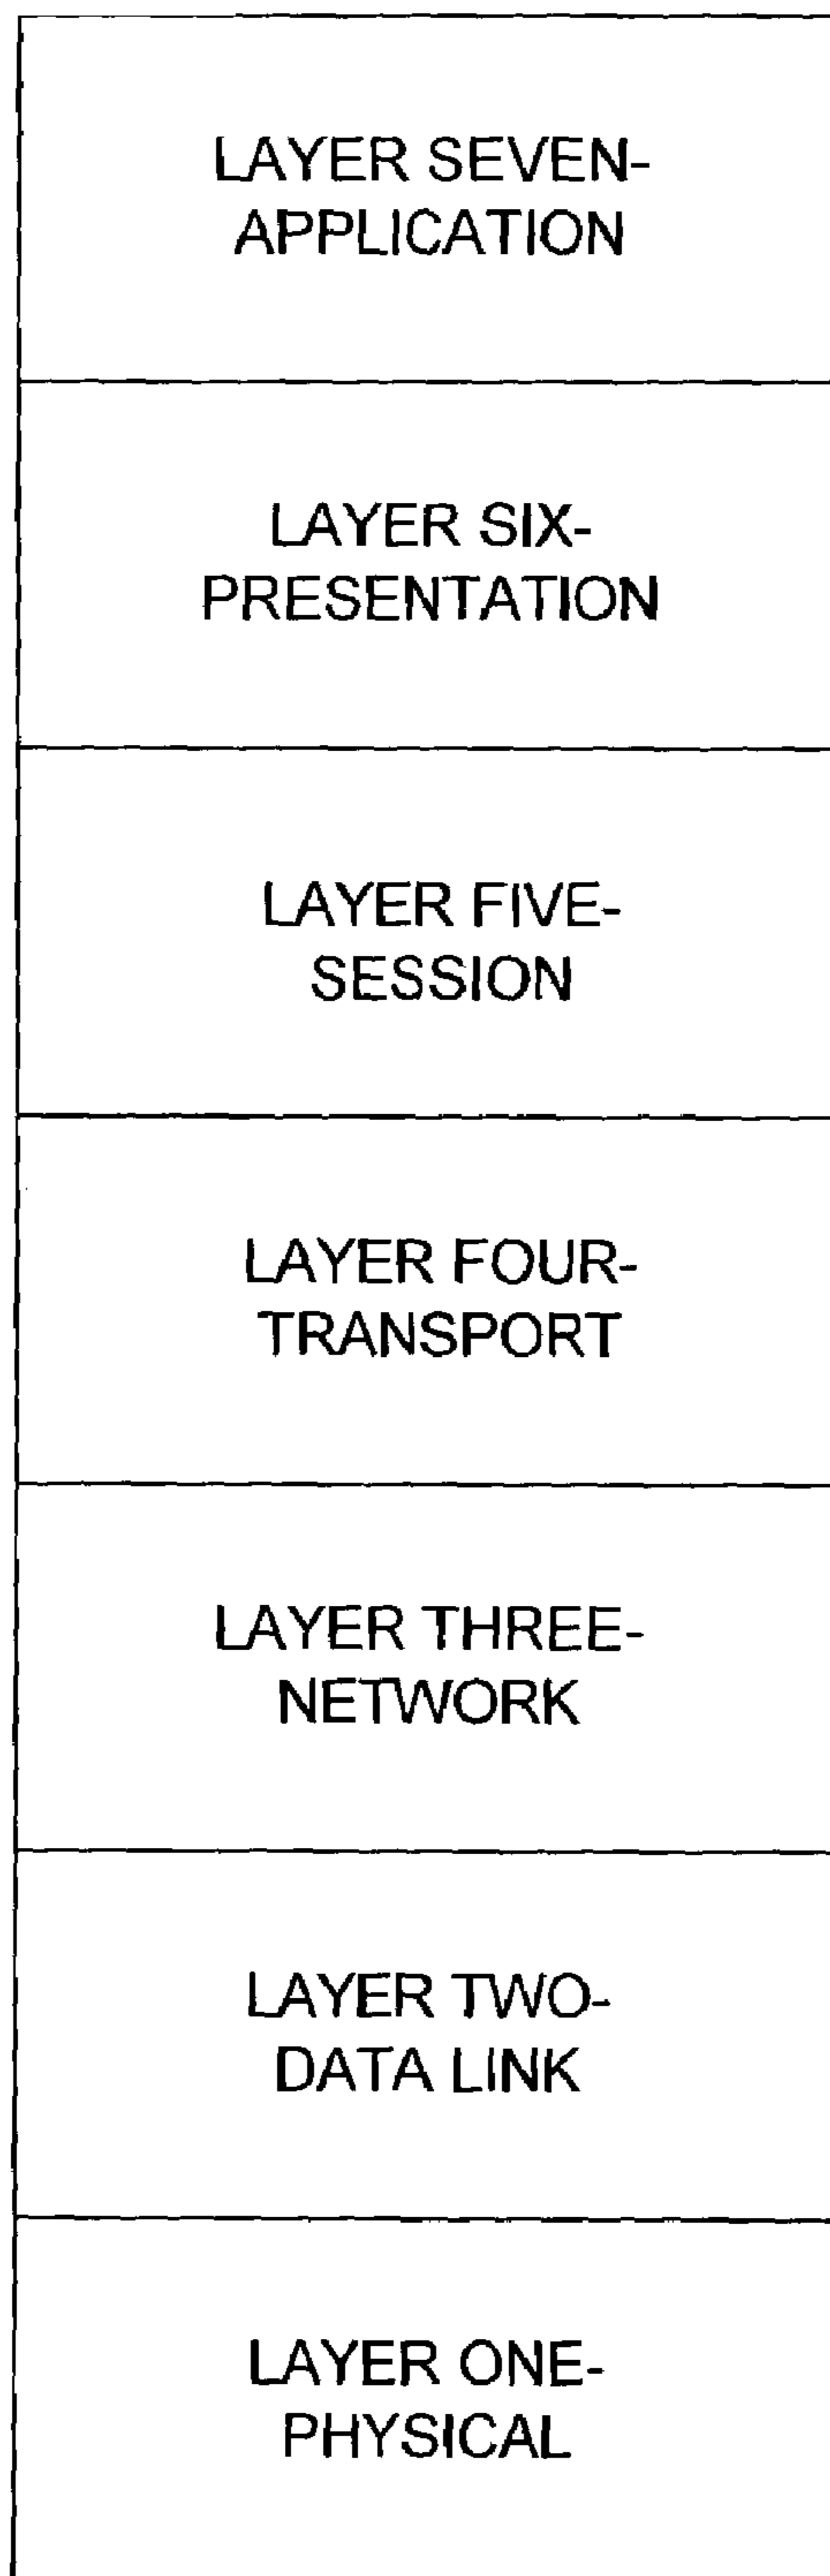 LAYER SEVEN-
APPLICATION
LAYER SIX-
PRESENTATION
LAYER FIVE-
SESSION
LAYER FOUR-
TRANSPORT
LAYER THREE-
NETWORK
LAYER TWO-
DATA LINK
LAYER ONE-
PHYSICAL